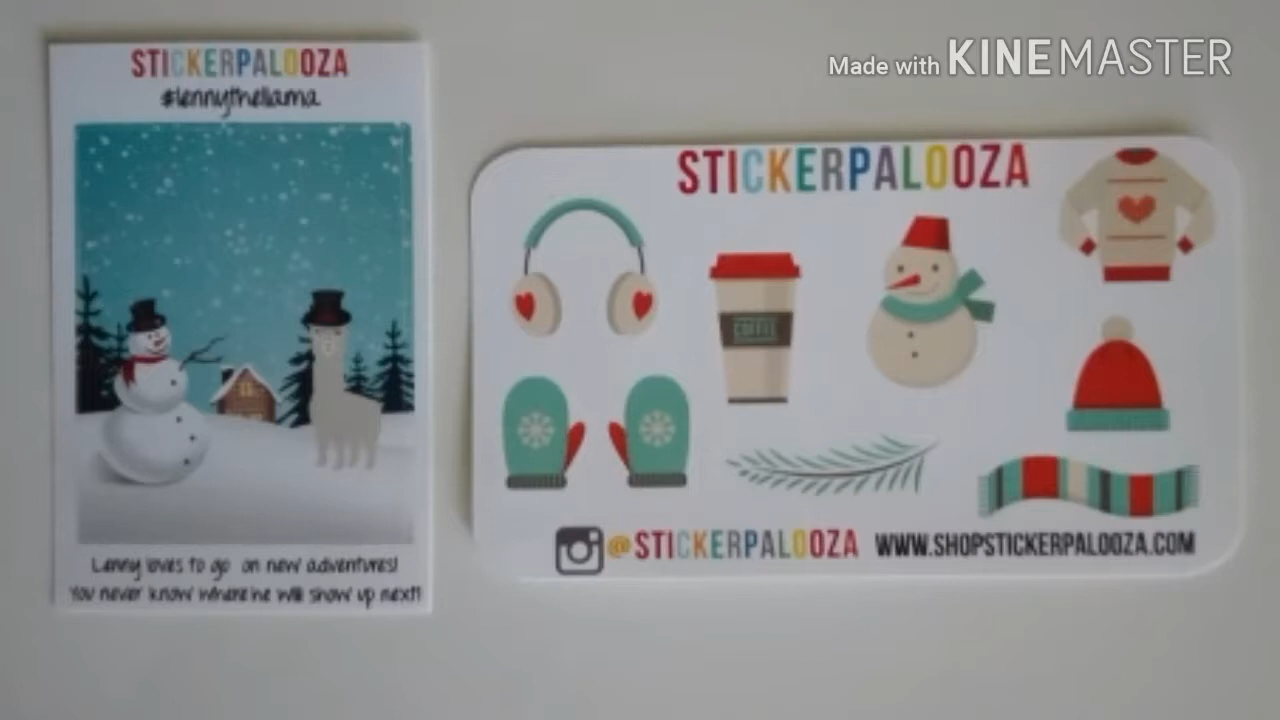 STICKERPALOOZA
#lennythellama
Lenny loves to go on new adventures!
You never know where he will show up next!
Made with KINEMASTER
STICKERPALOOZA
COFFEE
@STICKERPALOOZA WWW.SHOPSTICKERPALOOZA.COM